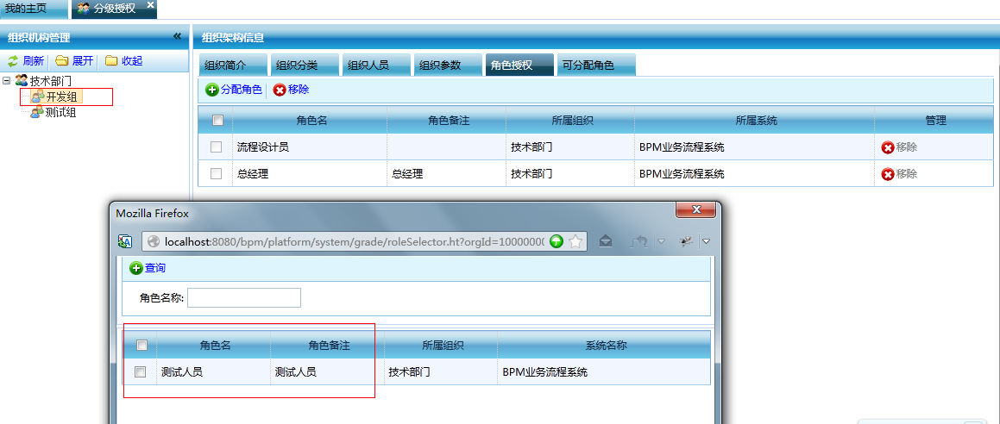 我的主页 分级授权
组织机构管理 « 组织架构信息
刷新 展开 收起 组织简介 组织分类 组织人员 组织参数 角色授权 可分配角色
技术部门
开发组
测试组
分配角色 移除
角色名 角色备注 所属组织 所属系统 管理
流程设计员 技术部门 BPM业务流程系统 移除
总经理 总经理 技术部门 BPM业务流程系统 移除
Mozilla Firefox
localhost:8080/bpm/platform/system/grade/roleSelector.ht?orgId=10000000
查询
角色名称:
角色名 角色备注 所属组织 系统名称
测试人员 测试人员 技术部门 BPM业务流程系统